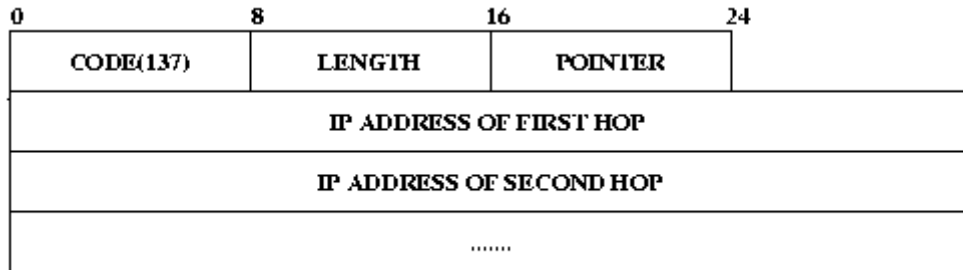 0 8 16 24
CODE(137) LENGTH POINTER
IP ADDRESS OF FIRST HOP
IP ADDRESS OF SECOND HOP
.......